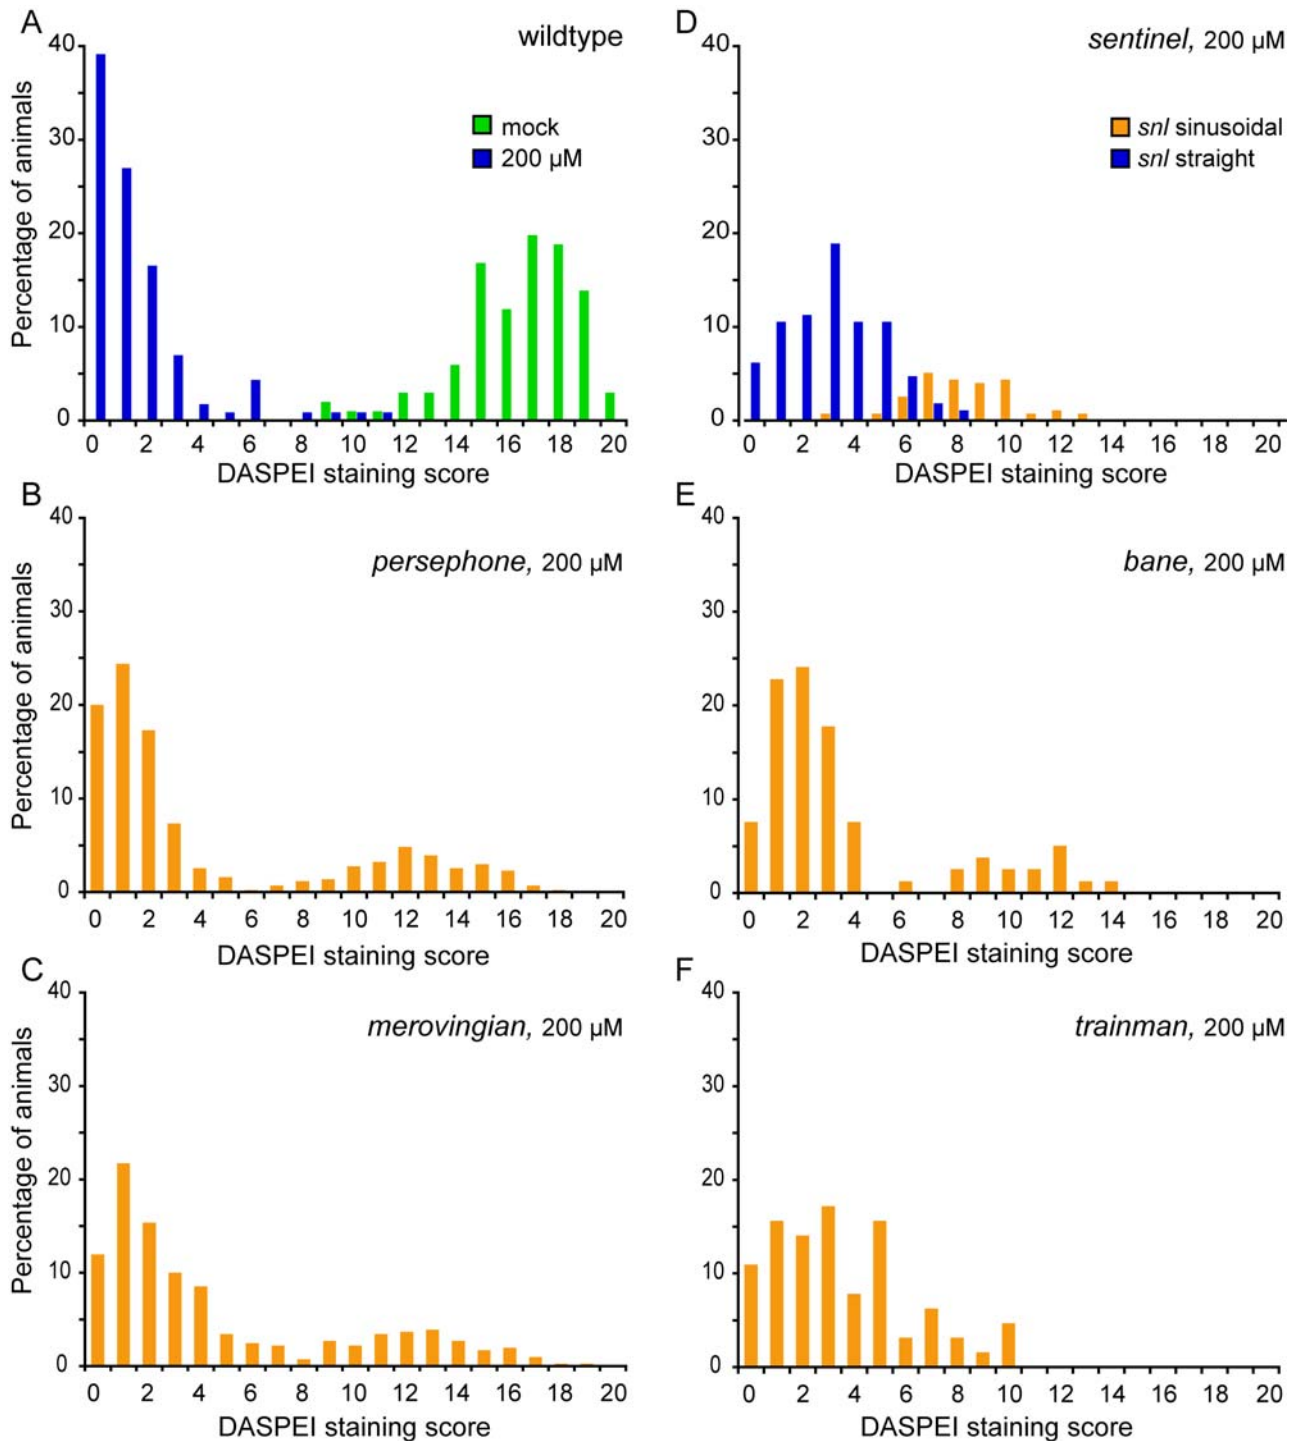 A
wildtype
mock
200 µM
Percentage of animals
40
30
20
10
0
0 2 4 6 8 10 12 14 16 18 20
DASPEI staining score
B
persephone, 200 µM
Percentage of animals
40
30
20
10
0
0 2 4 6 8 10 12 14 16 18 20
DASPEI staining score
C
merovingian, 200 µM
Percentage of animals
40
30
20
10
0
0 2 4 6 8 10 12 14 16 18 20
DASPEI staining score
D
sentinel, 200 µM
snl sinusoidal
snl straight
40
30
20
10
0
0 2 4 6 8 10 12 14 16 18 20
DASPEI staining score
E
bane, 200 µM
40
30
20
10
0
0 2 4 6 8 10 12 14 16 18 20
DASPEI staining score
F
trainman, 200 µM
40
30
20
10
0
0 2 4 6 8 10 12 14 16 18 20
DASPEI staining score